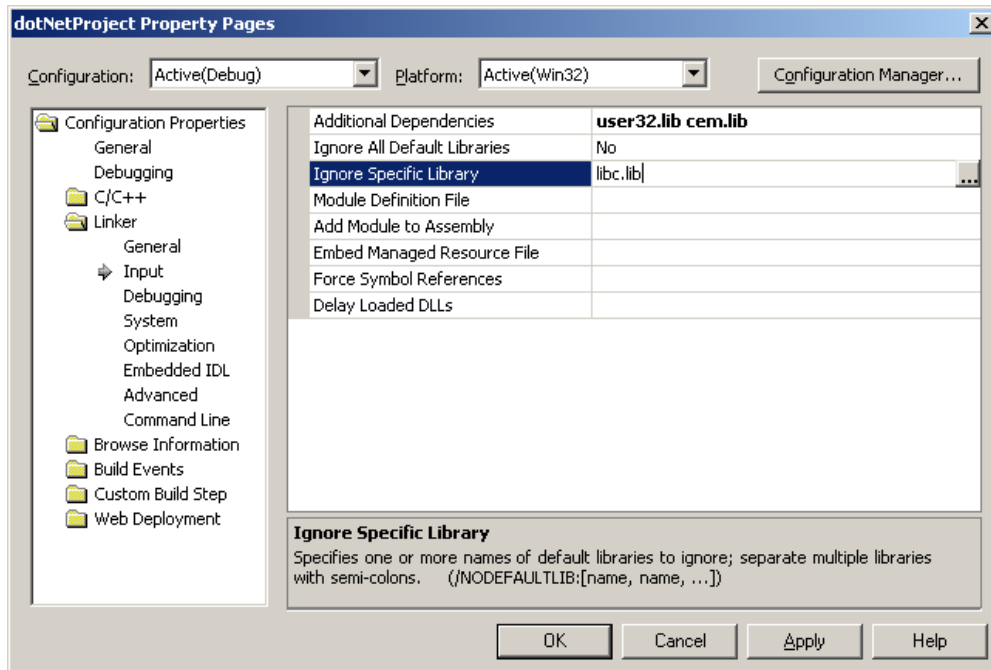 dotNetProject Property Pages
Configuration: Active(Debug) Platform: Active(Win32) Configuration Manager...
Configuration Properties
General
Debugging
C/C++
Linker
General
Input
Debugging
System
Optimization
Embedded IDL
Advanced
Command Line
Browse Information
Build Events
Custom Build Step
Web Deployment
Additional Dependencies user32.lib cem.lib
Ignore All Default Libraries No
Ignore Specific Library libc.lib ...
Module Definition File
Add Module to Assembly
Embed Managed Resource File
Force Symbol References
Delay Loaded DLLs
Ignore Specific Library
Specifies one or more names of default libraries to ignore; separate multiple libraries
with semi-colons. (/NODEFAULTLIB:[name, name, ...])
OK Cancel Apply Help